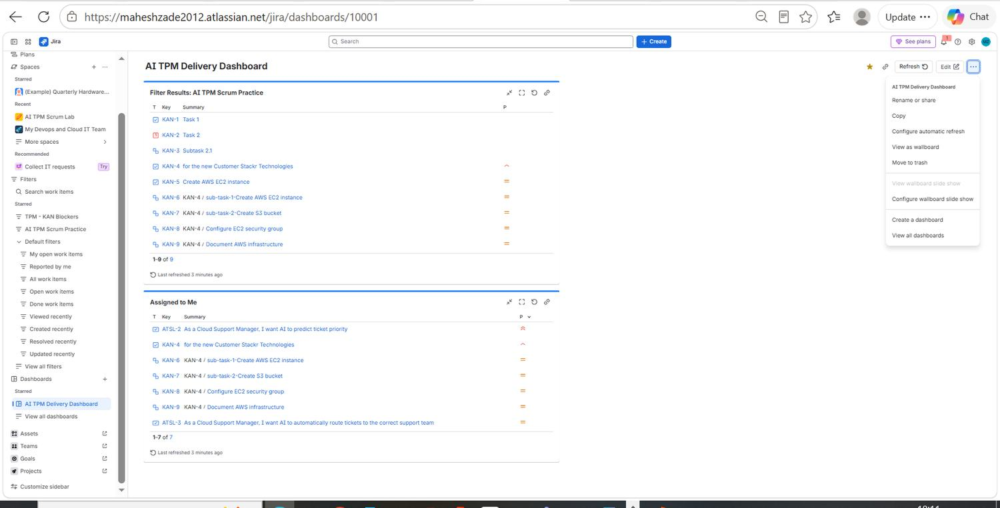 https://maheshzade2012.atlassian.net/jira/dashboards/10001
Update
Chat
Jira
Search
+ Create
See plans
1
MZ
Plans
Spaces
Starred
(Example) Quarterly Hardware...
Recent
AI TPM Scrum Lab
My Devops and Cloud IT Team
More spaces
Recommended
Collect IT requests Try
Filters
Search work items
Starred
TPM - KAN Blockers
AI TPM Scrum Practice
Default filters
My open work items
Reported by me
All work items
Open work items
Done work items
Viewed recently
Created recently
Resolved recently
Updated recently
View all filters
Dashboards
Starred
AI TPM Delivery Dashboard
View all dashboards
Assets
Teams
Goals
Projects
Customize sidebar
AI TPM Delivery Dashboard
Refresh
Edit
Filter Results: AI TPM Scrum Practice
T Key Summary P
KAN-1 Task 1
KAN-2 Task 2
KAN-3 Subtask 2.1
KAN-4 for the new Customer Stackr Technologies
KAN-5 Create AWS EC2 instance
KAN-6 KAN-4 / sub-task-1-Create AWS EC2 instance
KAN-7 KAN-4 / sub-task-2-Create S3 bucket
KAN-8 KAN-4 / Configure EC2 security group
KAN-9 KAN-4 / Document AWS infrastructure
1-9 of 9
Last refreshed 3 minutes ago
Assigned to Me
T Key Summary P
ATSL-2 As a Cloud Support Manager, I want AI to predict ticket priority
KAN-4 for the new Customer Stackr Technologies
KAN-6 KAN-4 / sub-task-1-Create AWS EC2 instance
KAN-7 KAN-4 / sub-task-2-Create S3 bucket
KAN-8 KAN-4 / Configure EC2 security group
KAN-9 KAN-4 / Document AWS infrastructure
ATSL-3 As a Cloud Support Manager, I want AI to automatically route tickets to the correct support team
1-7 of 7
Last refreshed 3 minutes ago
AI TPM Delivery Dashboard
Rename or share
Copy
Configure automatic refresh
View as wallboard
Move to trash
View wallboard slide show
Configure wallboard slide show
Create a dashboard
View all dashboards